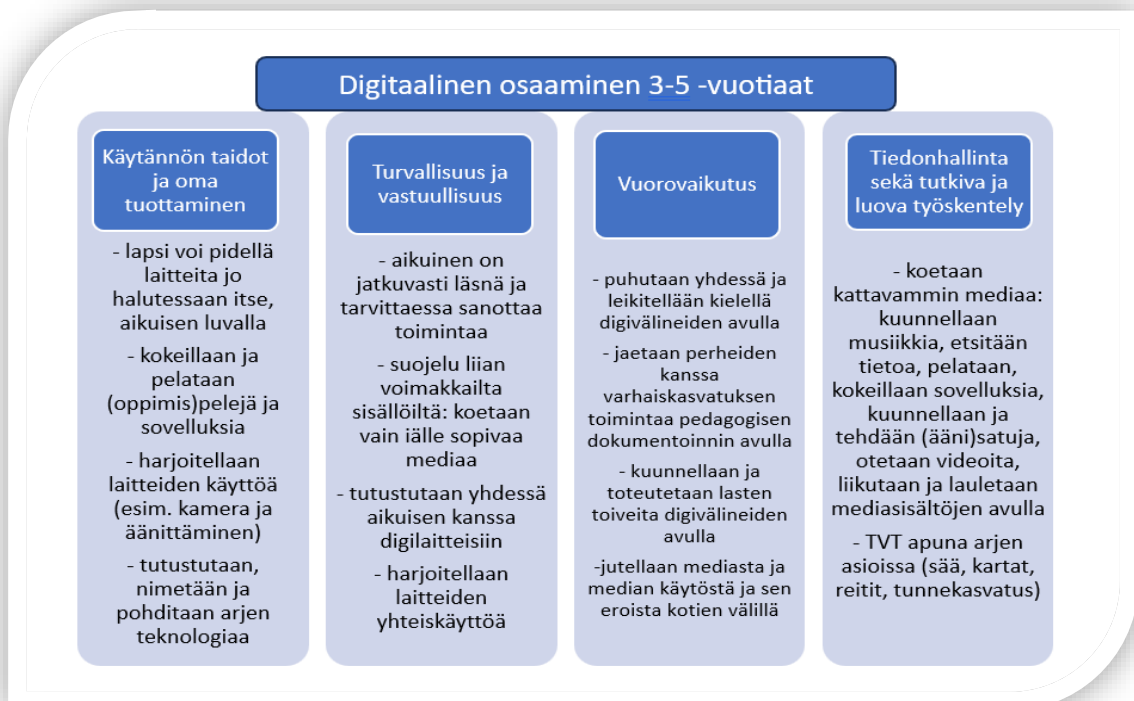 Digitaalinen osaaminen 3-5 -vuotiaat
Käytännön taidot
ja oma
tuottaminen
- lapsi voi pidellä
laitteita jo
halutessaan itse,
aikuisen luvalla
- kokeillaan ja
pelataan
(oppimis)pelejä ja
sovelluksia
- harjoitellaan
laitteiden käyttöä
(esim. kamera ja
äänittäminen)
- tutustutaan,
nimetään ja
pohditaan arjen
teknologiaa
Turvallisuus ja
vastuullisuus
- aikuinen on
jatkuvasti läsnä ja
tarvittaessa sanottaa
toimintaa
- suojelu liian
voimakkailta
sisällöiltä: koetaan
vain iälle sopivaa
mediaa
- tutustutaan yhdessä
aikuisen kanssa
digilaitteisiin
- harjoitellaan
laitteiden
yhteiskäyttöä
Vuorovaikutus
- puhutaan yhdessä ja
leikitellään kielellä
digivälineiden avulla
- jaetaan perheiden
kanssa
varhaiskasvatuksen
toimintaa pedagogisen
dokumentoinnin avulla
- kuunnellaan ja
toteutetaan lasten
toiveita digivälineiden
avulla
-jutellaan mediasta ja
median käytöstä ja sen
eroista kotien välillä
Tiedonhallinta
sekä tutkiva ja
luova työskentely
- koetaan
kattavammin mediaa:
kuunnellaan
musiikkia, etsitään
tietoa, pelataan,
kokeillaan sovelluksia,
kuunnellaan ja
tehdään (ääni)satuja,
otetaan videoita,
liikutaan ja lauletaan
mediasisältöjen avulla
- TVT apuna arjen
asioissa (sää, kartat,
reitit, tunnekasvatus)